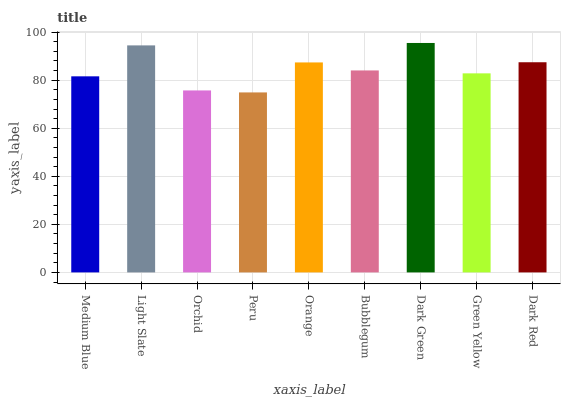 title
100
80
60
40
20
0
yaxis_label
Medium Blue
Light Slate
Orchid
Peru
Orange
Bubblegum
Dark Green
Green Yellow
Dark Red
xaxis_label